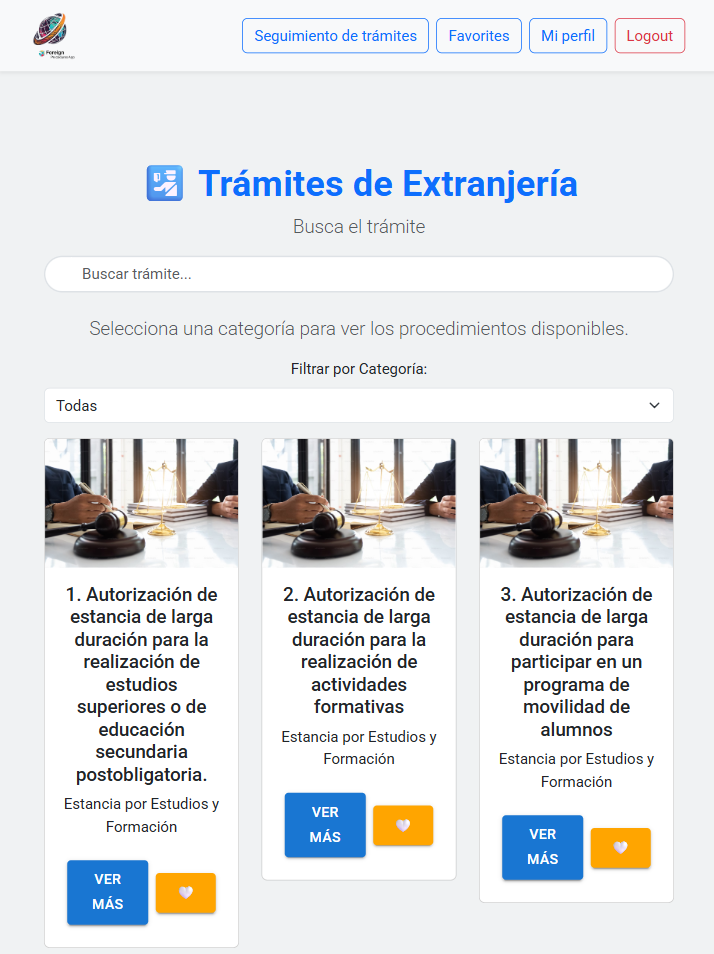 Foreign
Seguimiento de trámites
Favorites
Mi perfil
Logout
Trámites de Extranjería
Busca el trámite
Buscar trámite...
Selecciona una categoría para ver los procedimientos disponibles.
Filtrar por Categoría:
Todas
1. Autorización de
estancia de larga
duración para la
realización de
estudios
superiores o de
educación
secundaria
postobligatoria.
Estancia por Estudios y
Formación
VER
MÁS
2. Autorización de
estancia de larga
duración para la
realización de
actividades
formativas
Estancia por Estudios y
Formación
VER
MÁS
3. Autorización de
estancia de larga
duración para
participar en un
programa de
movilidad de
alumnos
Estancia por Estudios y
Formación
VER
MÁS